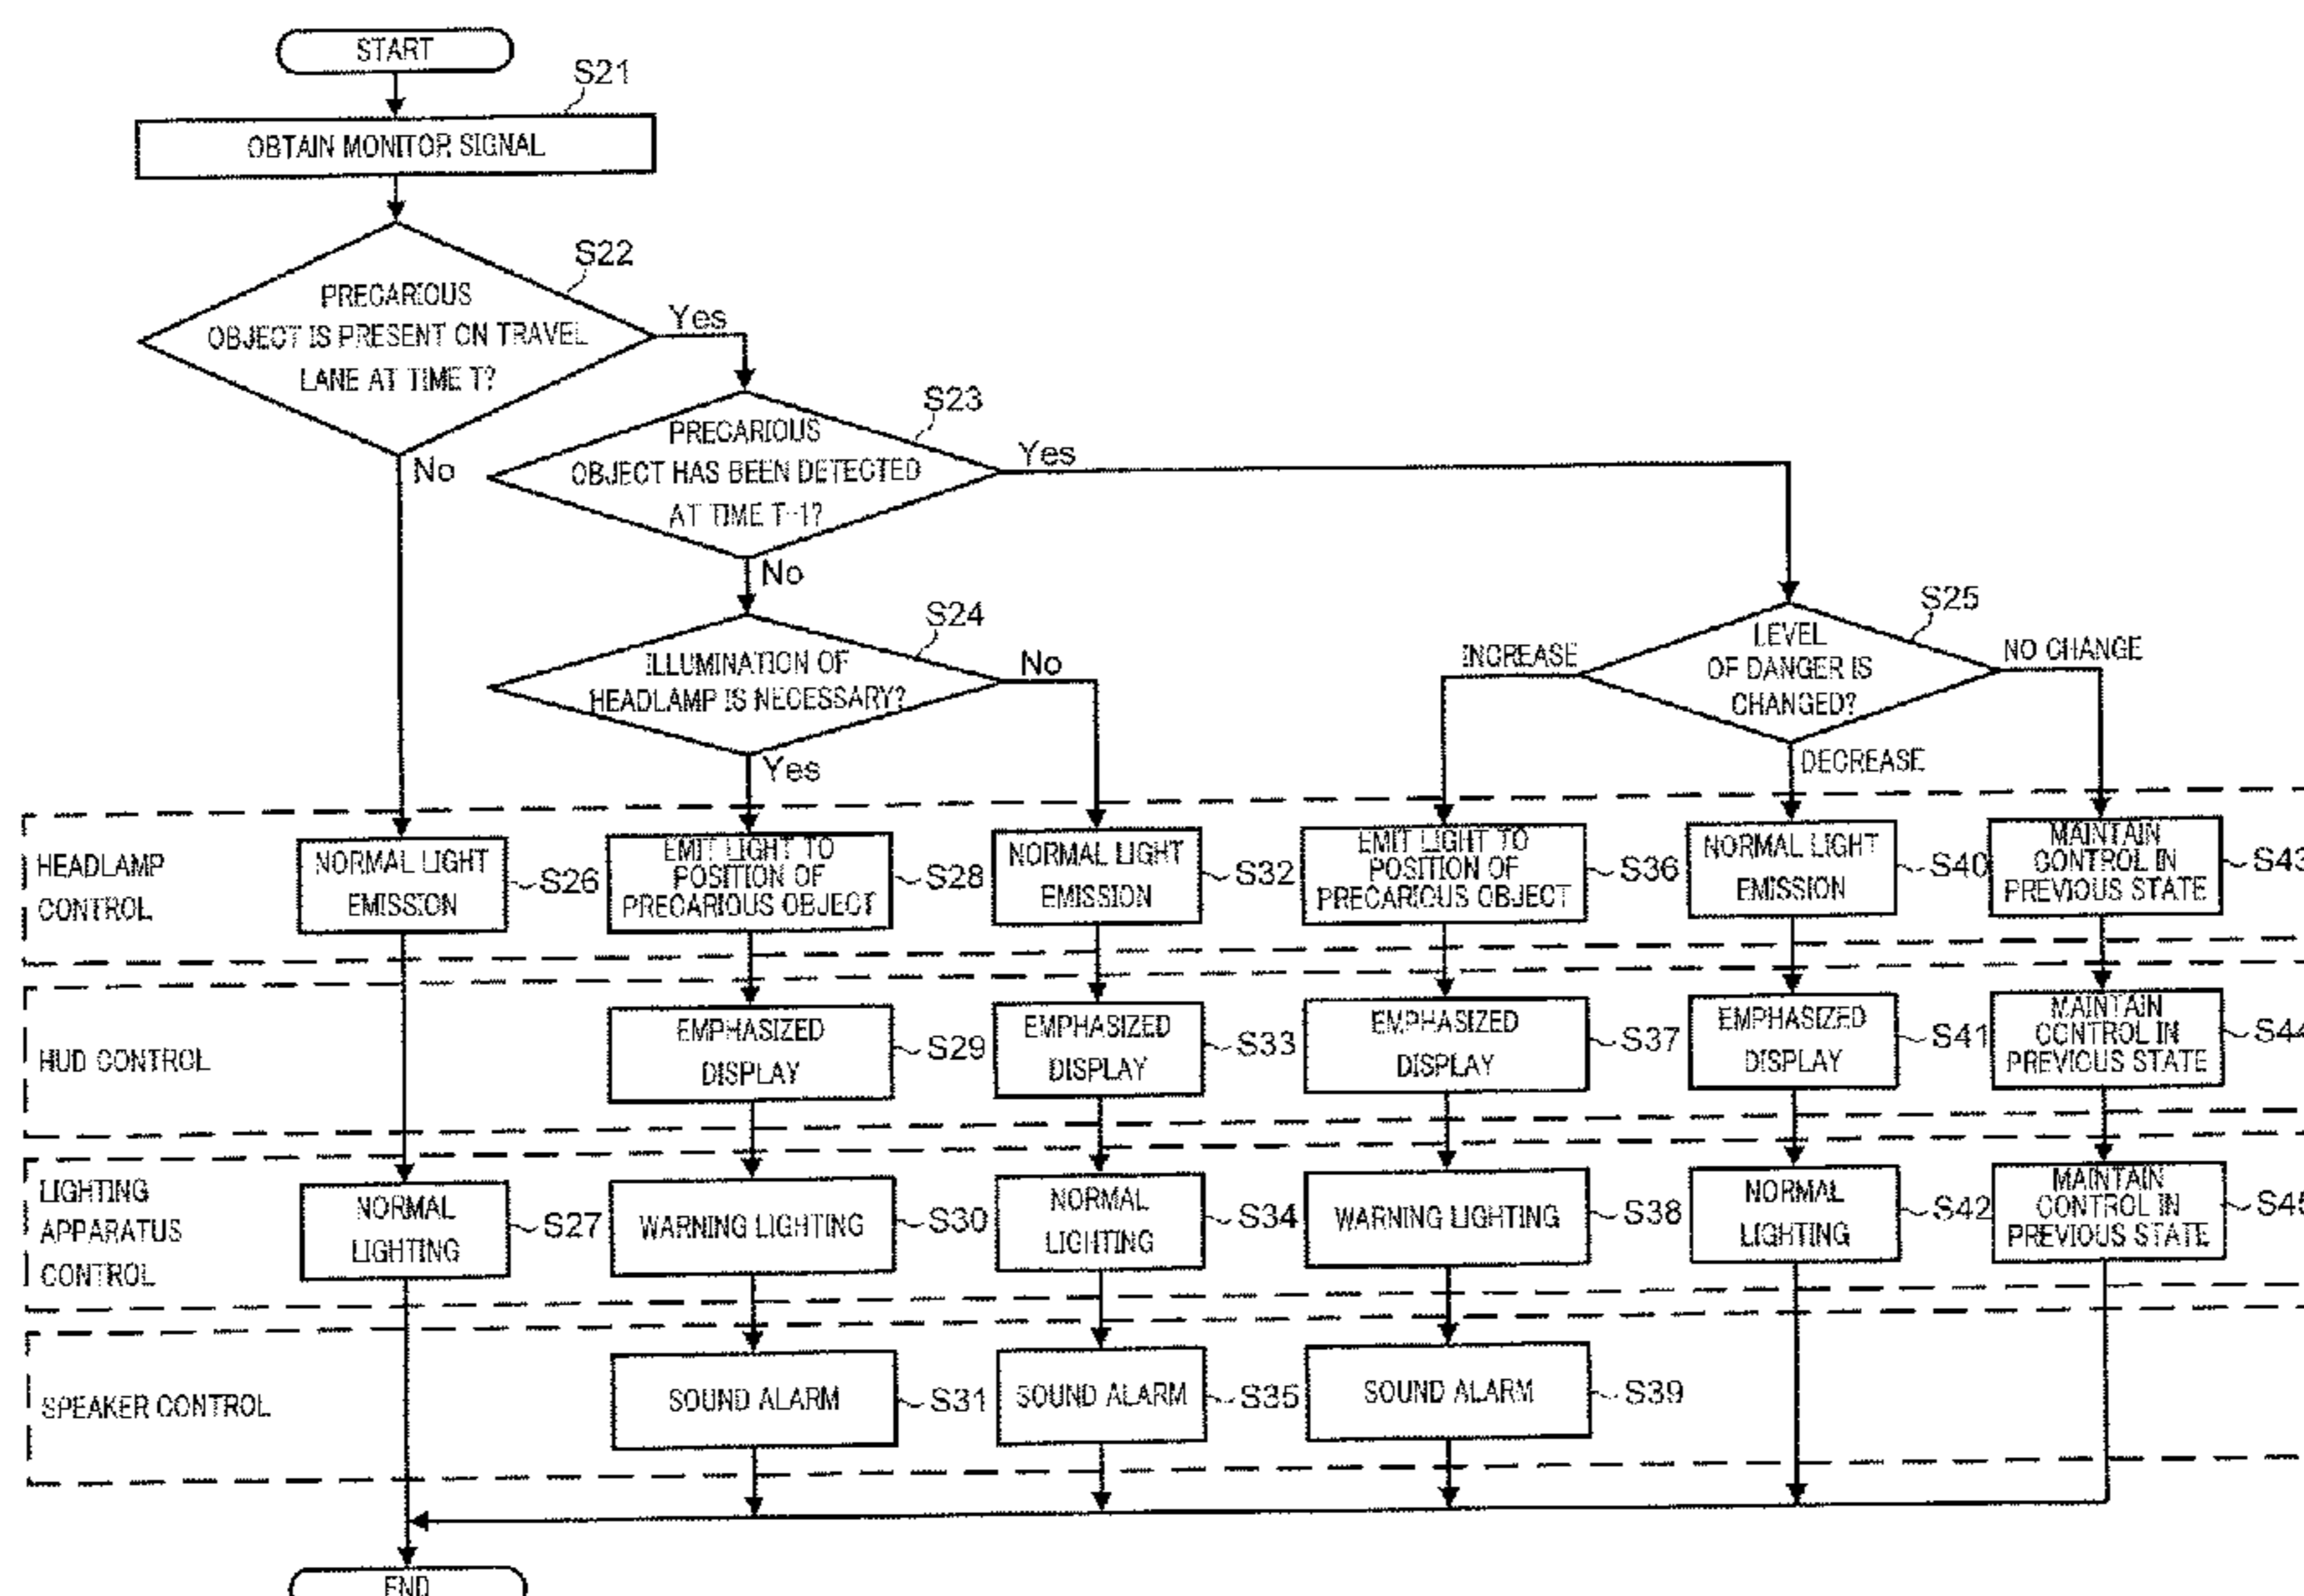 START
S21
OBTAIN MONITOR SIGNAL
S22
PRECARIOUS
OBJECT IS PRESENT ON TRAVEL
LANE AT TIME T?
Yes
No
S23
PRECARIOUS
OBJECT HAS BEEN DETECTED
AT TIME T-1?
Yes
No
S24
ILLUMINATION OF
HEADLAMP IS NECESSARY?
No
Yes
S25
LEVEL
OF DANGER IS
CHANGED?
INCREASE
NO CHANGE
DECREASE
HEADLAMP
CONTROL
NORMAL LIGHT
EMISSION
S26
EMIT LIGHT TO
POSITION OF
PRECARIOUS OBJECT
S28
NORMAL LIGHT
EMISSION
S32
EMIT LIGHT TO
POSITION OF
PRECARIOUS OBJECT
S36
NORMAL LIGHT
EMISSION
S40
MAINTAIN
CONTROL IN
PREVIOUS STATE
S43
HUD CONTROL
EMPHASIZED
DISPLAY
S29
EMPHASIZED
DISPLAY
S33
EMPHASIZED
DISPLAY
S37
EMPHASIZED
DISPLAY
S41
MAINTAIN
CONTROL IN
PREVIOUS STATE
S44
LIGHTING
APPARATUS
CONTROL
NORMAL
LIGHTING
S27
WARNING LIGHTING
S30
NORMAL
LIGHTING
S34
WARNING LIGHTING
S38
NORMAL
LIGHTING
S42
MAINTAIN
CONTROL IN
PREVIOUS STATE
S45
SPEAKER CONTROL
SOUND ALARM
S31
SOUND ALARM
S35
SOUND ALARM
S39
END